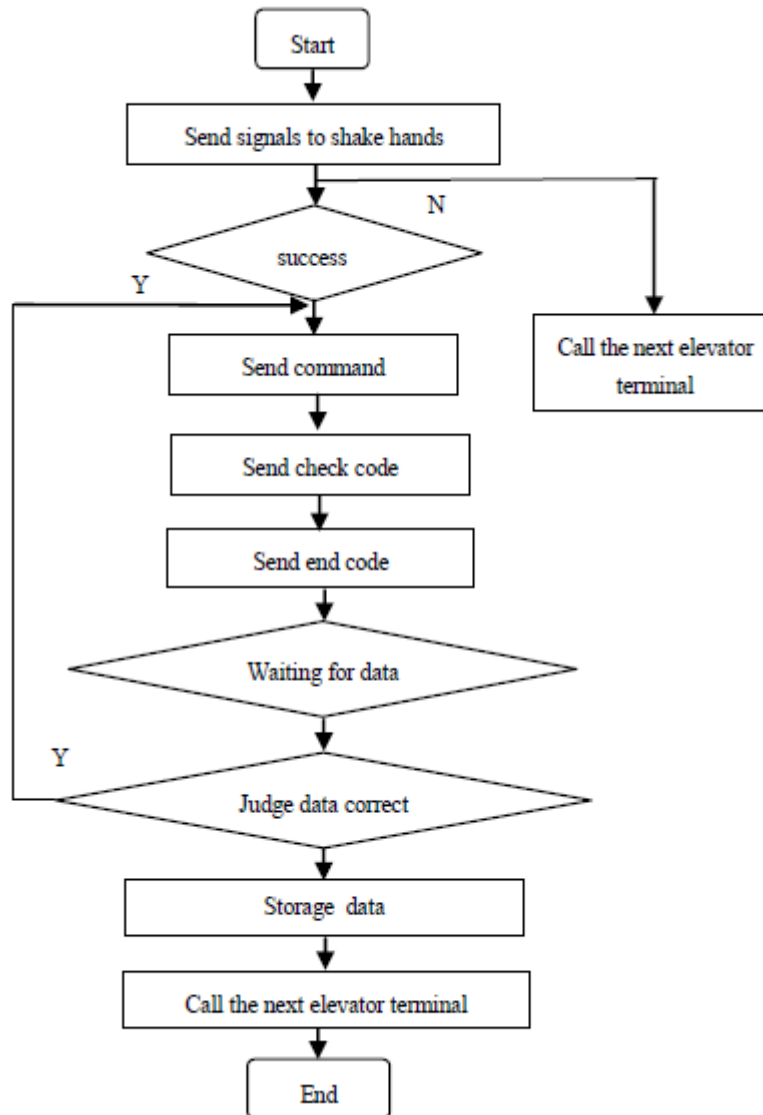 Start
Send signals to shake hands
N
success
Y
Send command
Call the next elevator
terminal
Send check code
Send end code
Waiting for data
Y
Judge data correct
Storage data
Call the next elevator terminal
End